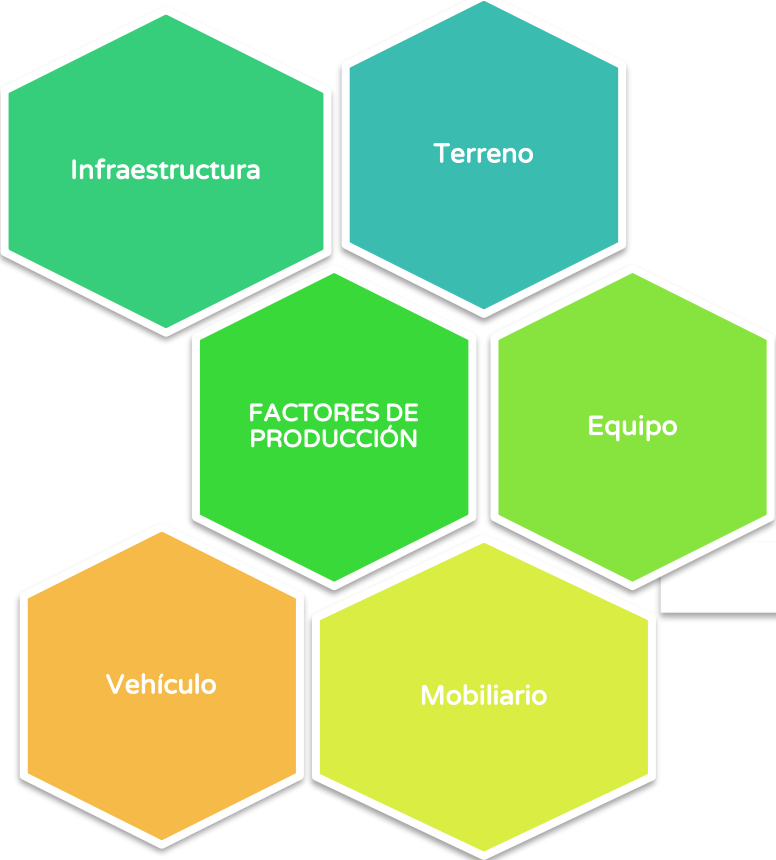 Infraestructura
Terreno
FACTORES DE
PRODUCCIÓN
Equipo
Vehículo
Mobiliario